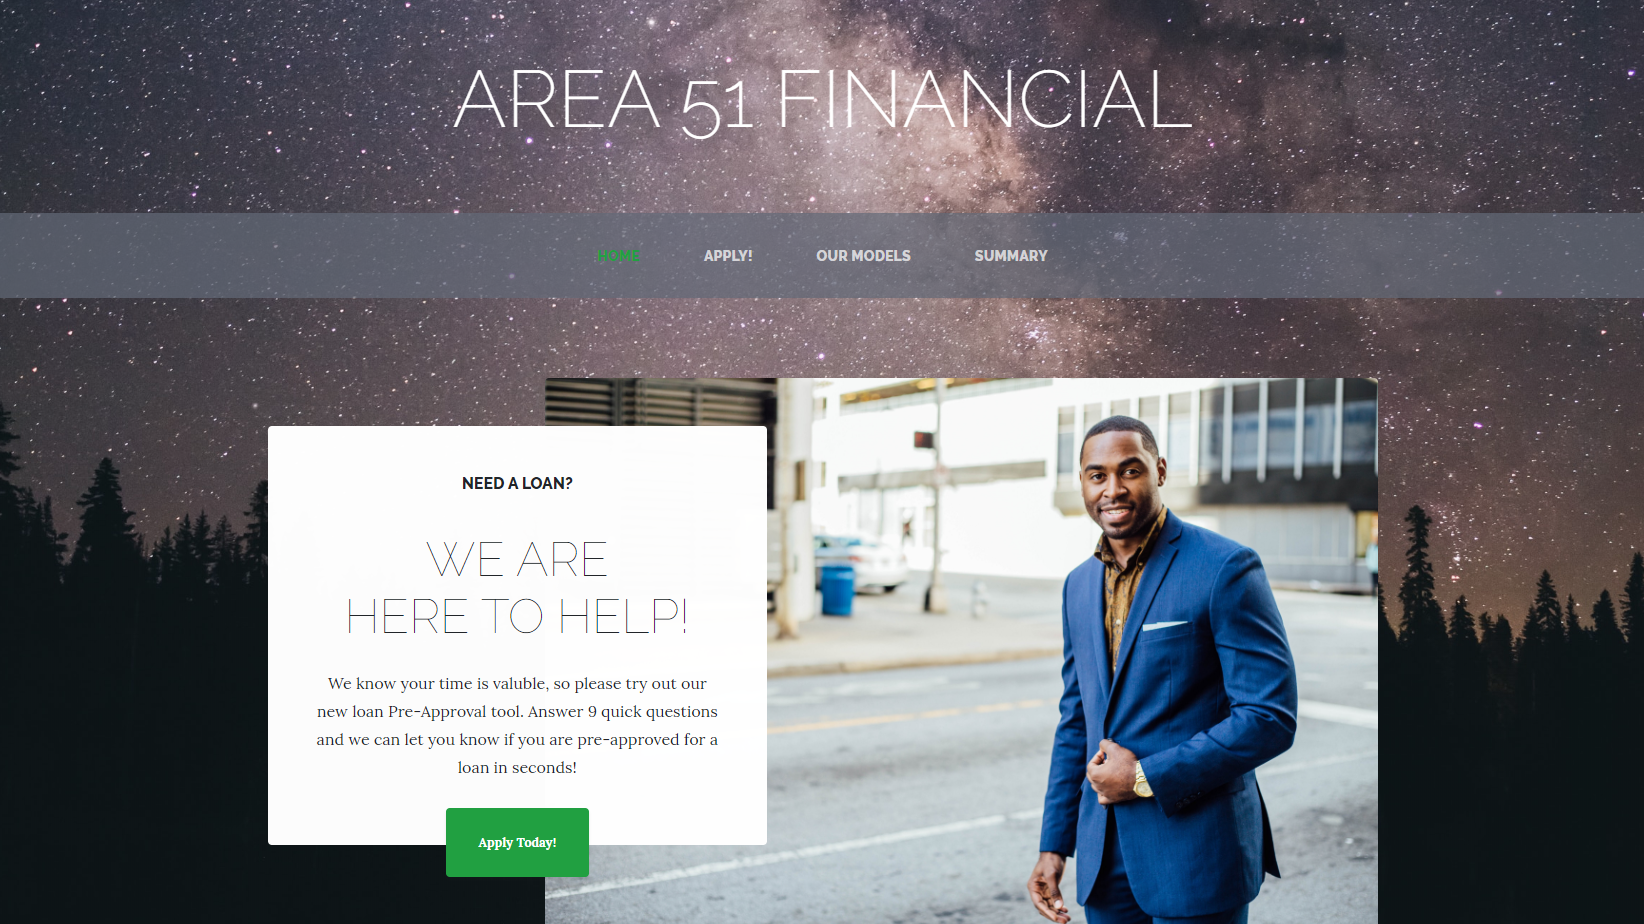 AREA 51 FINANCIAL
HOME APPLY! OUR MODELS SUMMARY
NEED A LOAN?
WE ARE
HERE TO HELP!
We know your time is valuble, so please try out our
new loan Pre-Approval tool. Answer 9 quick questions
and we can let you know if you are pre-approved for a
loan in seconds!
Apply Today!